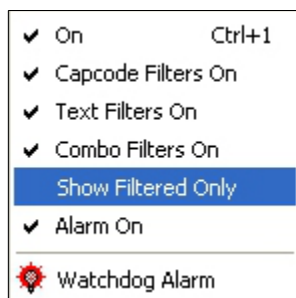 On Ctrl+1
Capcode Filters On
Text Filters On
Combo Filters On
Show Filtered Only
Alarm On
Watchdog Alarm